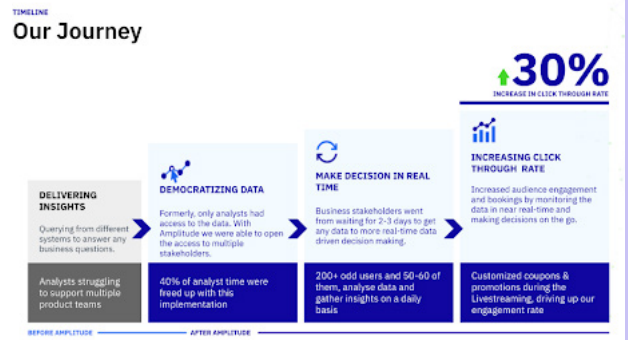 TIMELINE
Our Journey
30%
INCREASE IN CLICK THROUGH RATE
DELIVERING
INSIGHTS
Querying from different
systems to answer any
business questions.
Analysts struggling
to support multiple
product teams
DEMOCRATIZING DATA
Formerly, only analysts had
access to the data. With
Amplitude we were able to open
the access to multiple
stakeholders.
40% of analyst time were
freed up with this
implementation
MAKE DECISION IN REAL
TIME
Business stakeholders went
from waiting for 2-3 days to get
any data to more real-time data
driven decision making.
200+ odd users and 50-60 of
them, analyse data and
gather insights on a daily
basis
INCREASING CLICK
THROUGH RATE
Increased audience engagement
and bookings by monitoring the
data in near real-time and
making decisions on the go.
Customized coupons &
promotions during the
Livestreaming, driving up our
engagement rate
BEFORE AMPLITUDE
AFTER AMPLITUDE